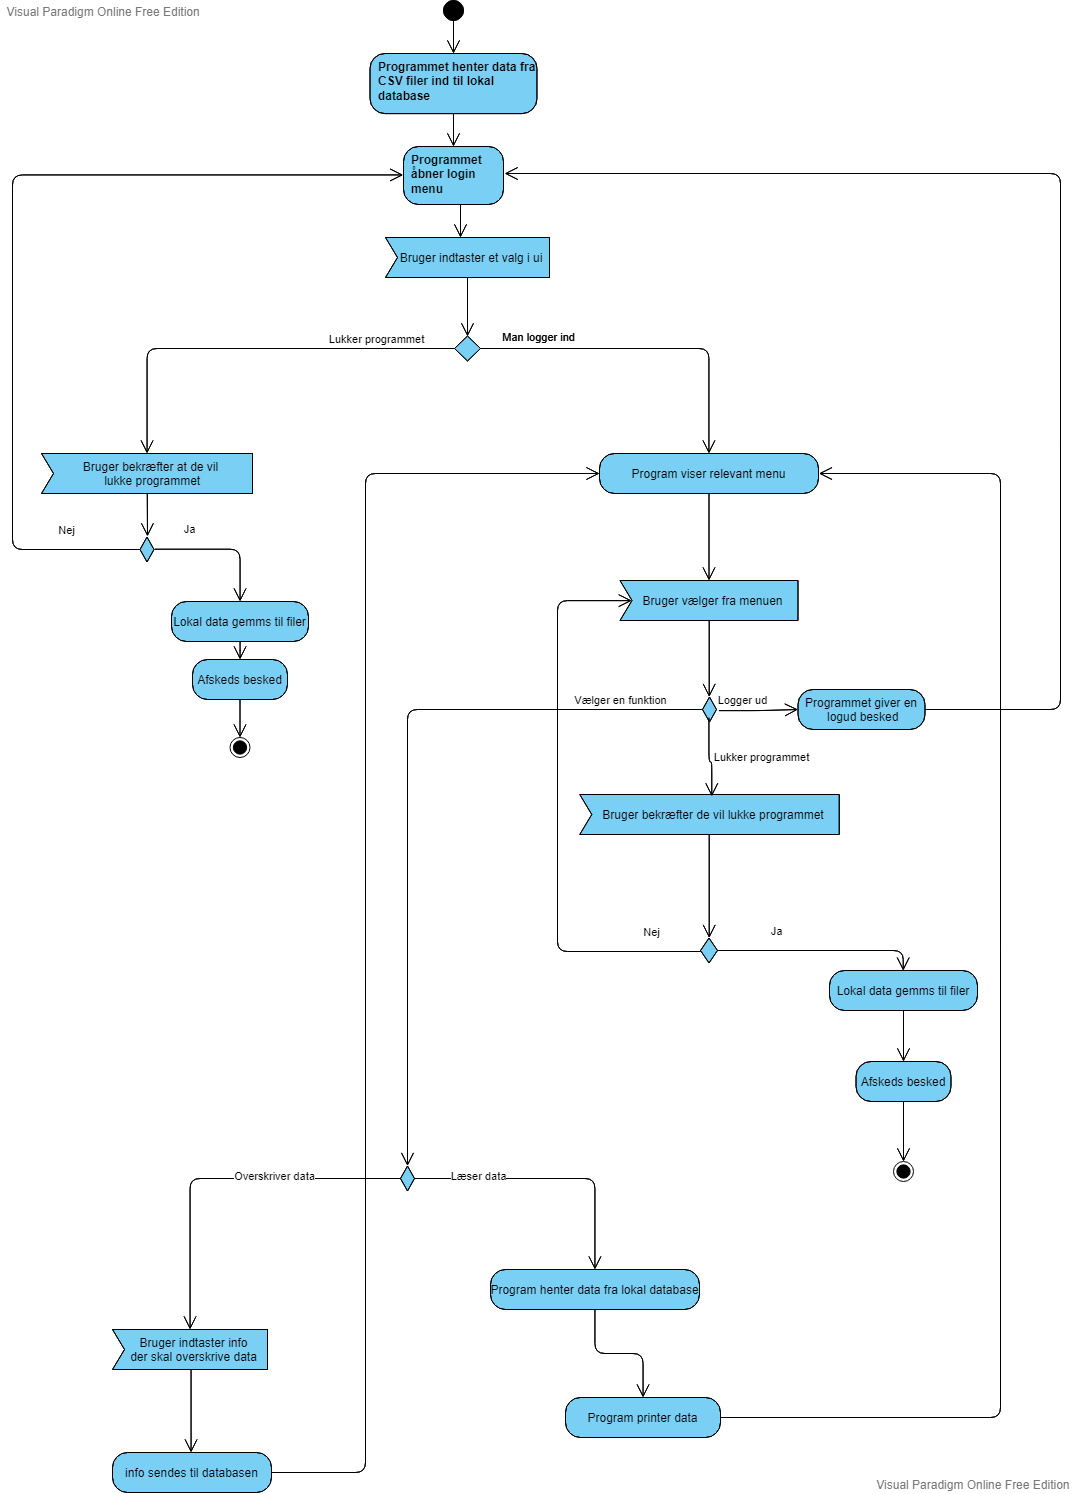 Visual Paradigm Online Free Edition
Programmet henter data fra
CSV filer ind til lokal
database
Programmet
åbner login
menu
Bruger indtaster et valg i ui
Lukker programmet
Man logger ind
Bruger bekræfter at de vil
lukke programmet
Program viser relevant menu
Nej
Ja
Bruger vælger fra menuen
Lokal data gemms til filer
Afskeds besked
Vælger en funktion
Logger ud
Programmet giver en
logud besked
Lukker programmet
Bruger bekræfter de vil lukke programmet
Nej
Ja
Lokal data gemms til filer
Afskeds besked
Overskriver data
Læser data
Program henter data fra lokal database
Bruger indtaster info
der skal overskrive data
Program printer data
info sendes til databasen
Visual Paradigm Online Free Edition